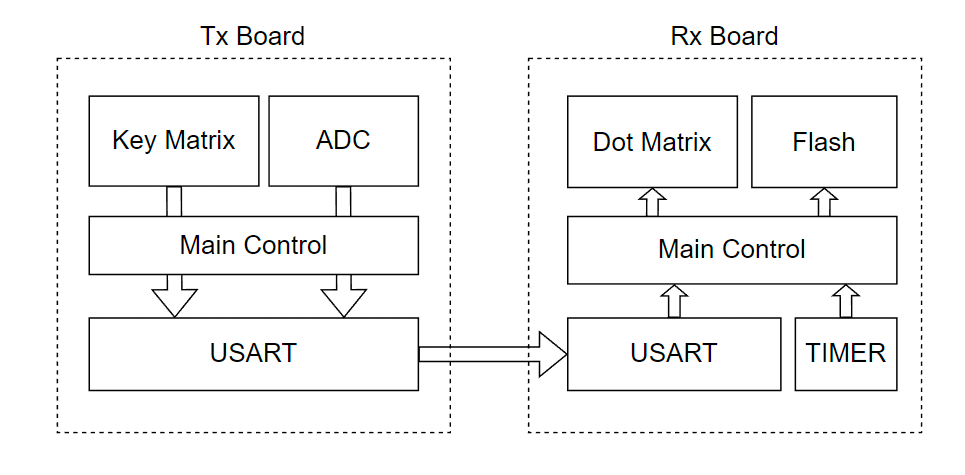 Tx Board
Key Matrix
ADC
Main Control
USART
Rx Board
Dot Matrix
Flash
Main Control
USART
TIMER